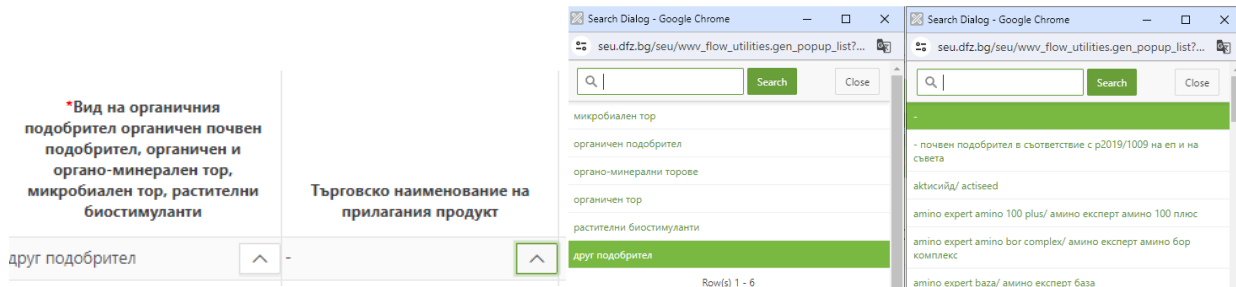 *Вид на органичния
подобрител органичен почвен
подобрител, органичен и
органо-минерален тор,
микробиален тор, растителни
биостимуланти
Търговско наименование на
прилагания продукт
друг подобрител
-
Search Dialog - Google Chrome
seu.dfz.bg/seu/wwv_flow_utilities.gen_popup_list?...
Search
Close
микробиален тор
органичен подобрител
органо-минерални торове
органичен тор
растителни биостимуланти
друг подобрител
Row(s) 1 - 6
Search Dialog - Google Chrome
seu.dfz.bg/seu/wwv_flow_utilities.gen_popup_list?...
Search
Close
-
- почвен подобрител в съответствие с р2019/1009 на еп и на
съвета
aktисийд/ actiseed
amino expert amino 100 plus/ амино експерт амино 100 плюс
amino expert amino bor complex/ амино експерт амино бор
комплекс
amino expert baza/ амино експерт база